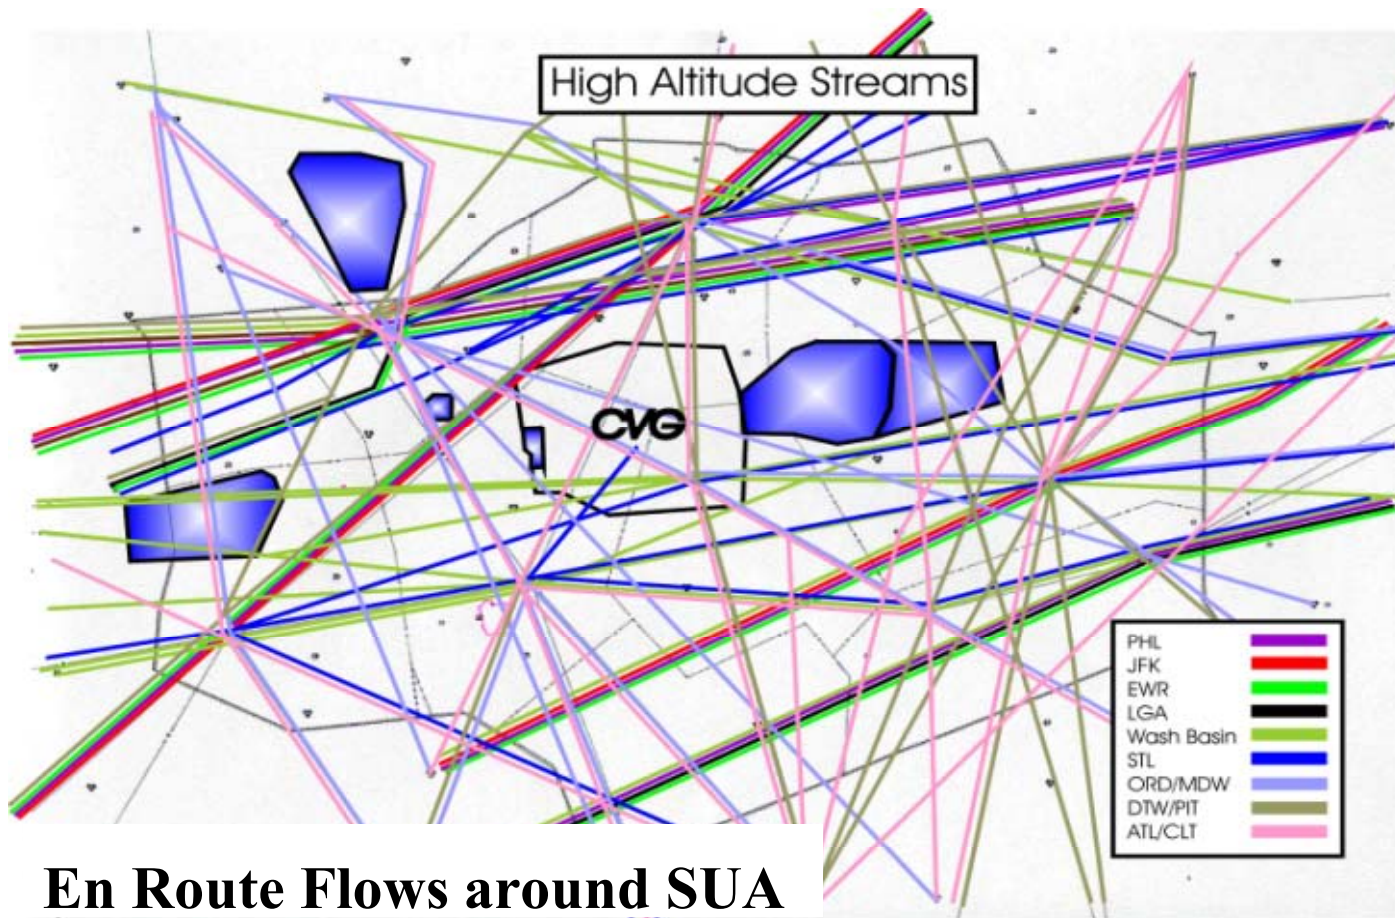 High Altitude Streams
CVG
PHL
JFK
EWR
LGA
Wash Basin
STL
ORD/MDW
DTW/PIT
ATL/CLT
En Route Flows around SUA